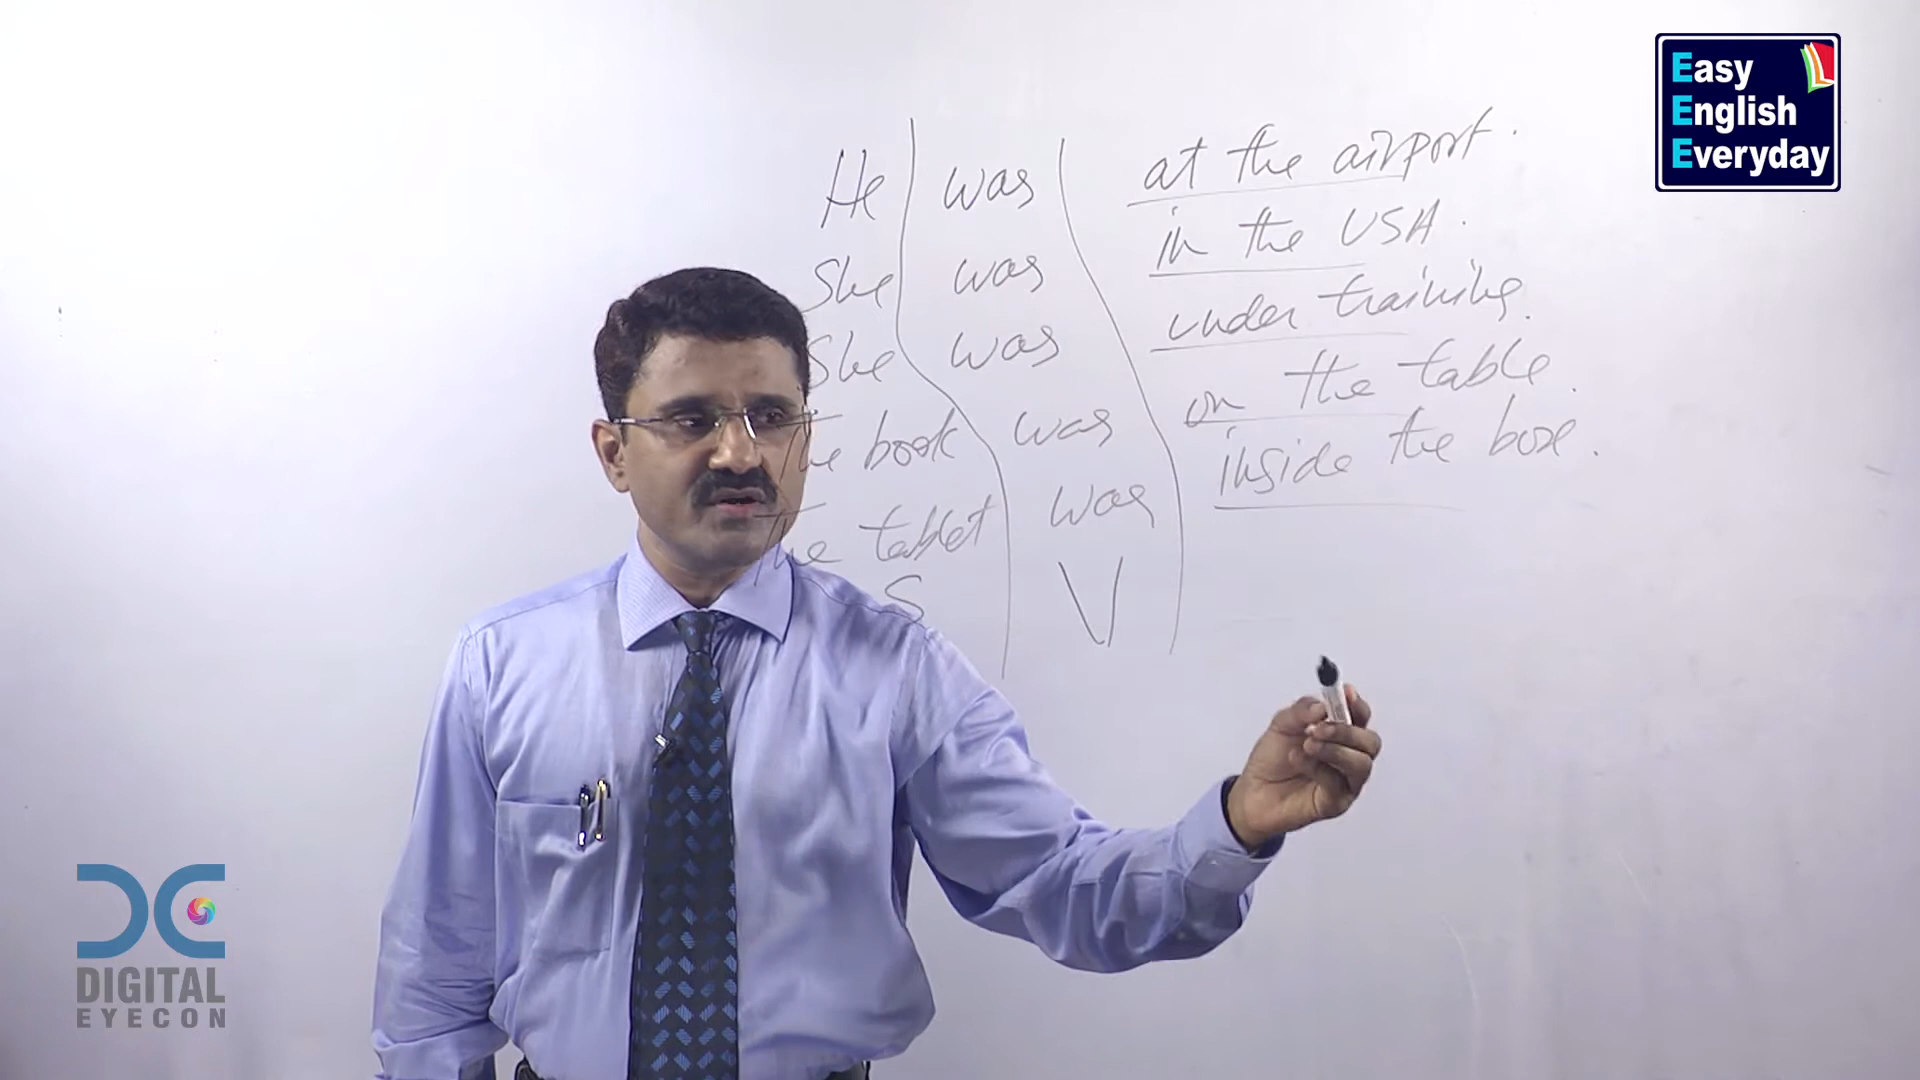 Easy
English
Everyday
He was at the airport.
She was in the USA.
She was under training.
The book was on the table.
The tablet was inside the box.
S V
DC
DIGITAL
EYECON